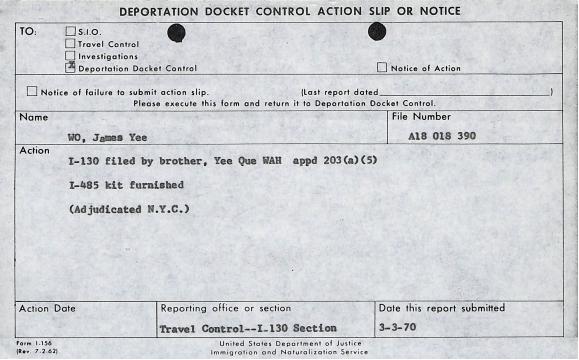 DEPORTATION DOCKET CONTROL ACTION SLIP OR NOTICE
TO:
S.I.O.
Travel Control
Investigations
X Deportation Docket Control
Notice of Action
Notice of failure to submit action slip. (Last report dated )
Please execute this form and return it to Deportation Docket Control.
Name File Number
WO, James Yee A18 018 390
Action
I-130 filed by brother, Yee Que WAH appd 203(a)(5)
I-485 kit furnished
(Adjudicated N.Y.C.)
Action Date Reporting office or section Date this report submitted
Travel Control--I.130 Section 3-3-70
Form I-156 United States Department of Justice
(Rev. 7-2-62) Immigration and Naturalization Service